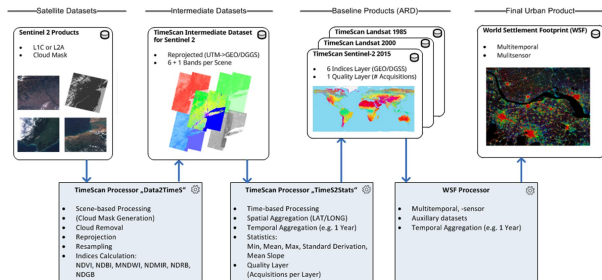 Satellite Datasets
Intermediate Datasets
Baseline Products (ARD)
Final Urban Product
Sentinel 2 Products
• L1C or L2A
• Cloud Mask
TimeScan Intermediate Dataset
for Sentinel 2
• Reprojected (UTM->GEO/DGGS)
• 6 + 1 Bands per Scene
TimeScan Landsat 1985
TimeScan Landsat 2000
TimeScan Sentinel-2 2015
• 6 Indices Layer (GEO/DGSS)
• 1 Quality Layer (# Acquisitions)
World Settlement Footprint (WSF)
• Multitemporal
• Mulitsensor
TimeScan Processor „Data2TimeS“
• Scene-based Processing
• (Cloud Mask Generation)
• Cloud Removal
• Reprojection
• Resampling
• Indices Calculation:
NDVI, NDBI, MNDWI, NDMIR, NDRB,
NDGB
TimeScan Processor „TimeS2Stats“
• Time-based Processing
• Spatial Aggregation (LAT/LONG)
• Temporal Aggregation (e.g. 1 Year)
• Statistics:
Min, Mean, Max, Standard Derivation,
Mean Slope
• Quality Layer
(Acquisitions per Layer)
WSF Processor
• Multitemporal, -sensor
• Auxillary datasets
• Temporal Aggregation (e.g. 1 Year)